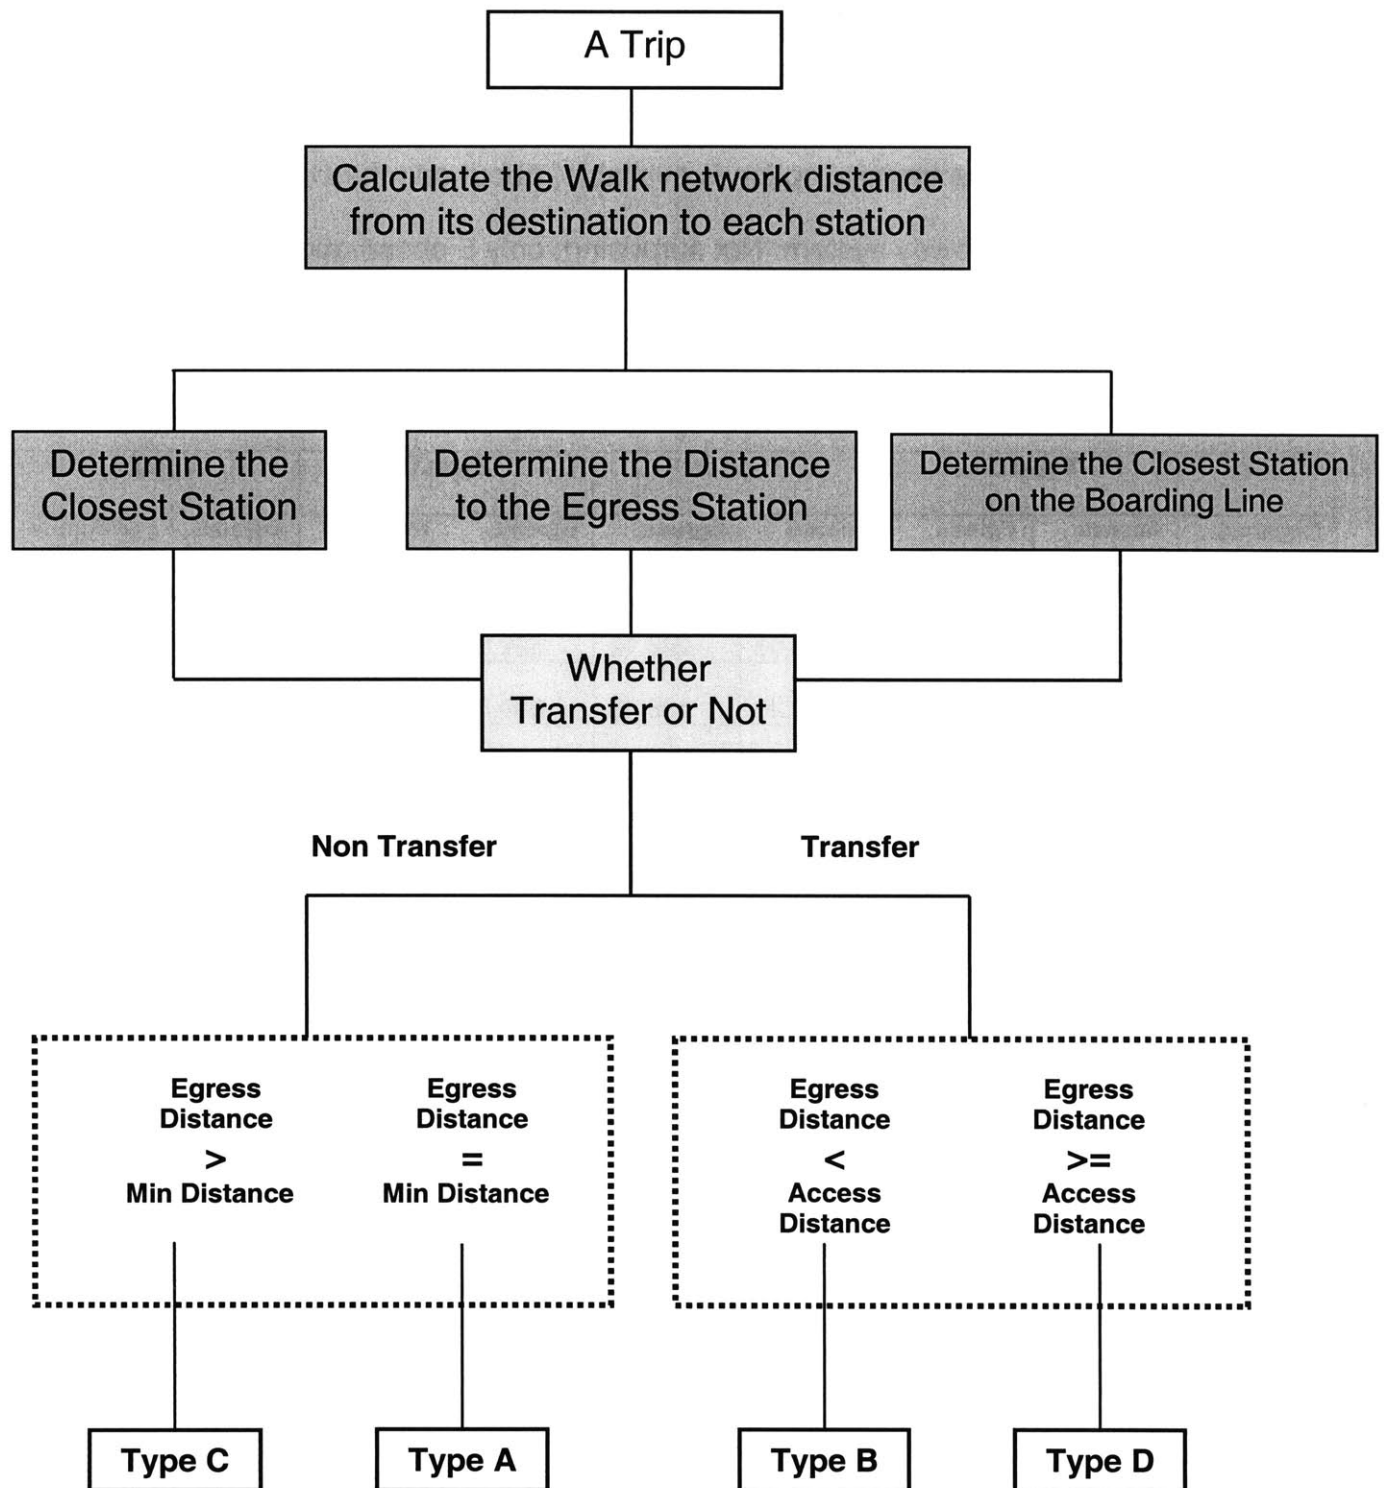 A Trip
Calculate the Walk network distance
from its destination to each station
Determine the
Closest Station
Determine the Distance
to the Egress Station
Determine the Closest Station
on the Boarding Line
Whether
Transfer or Not
Non Transfer
Transfer
Egress
Distance
>
Min Distance
Egress
Distance
=
Min Distance
Egress
Distance
<
Access
Distance
Egress
Distance
>=
Access
Distance
Type C
Type A
Type B
Type D